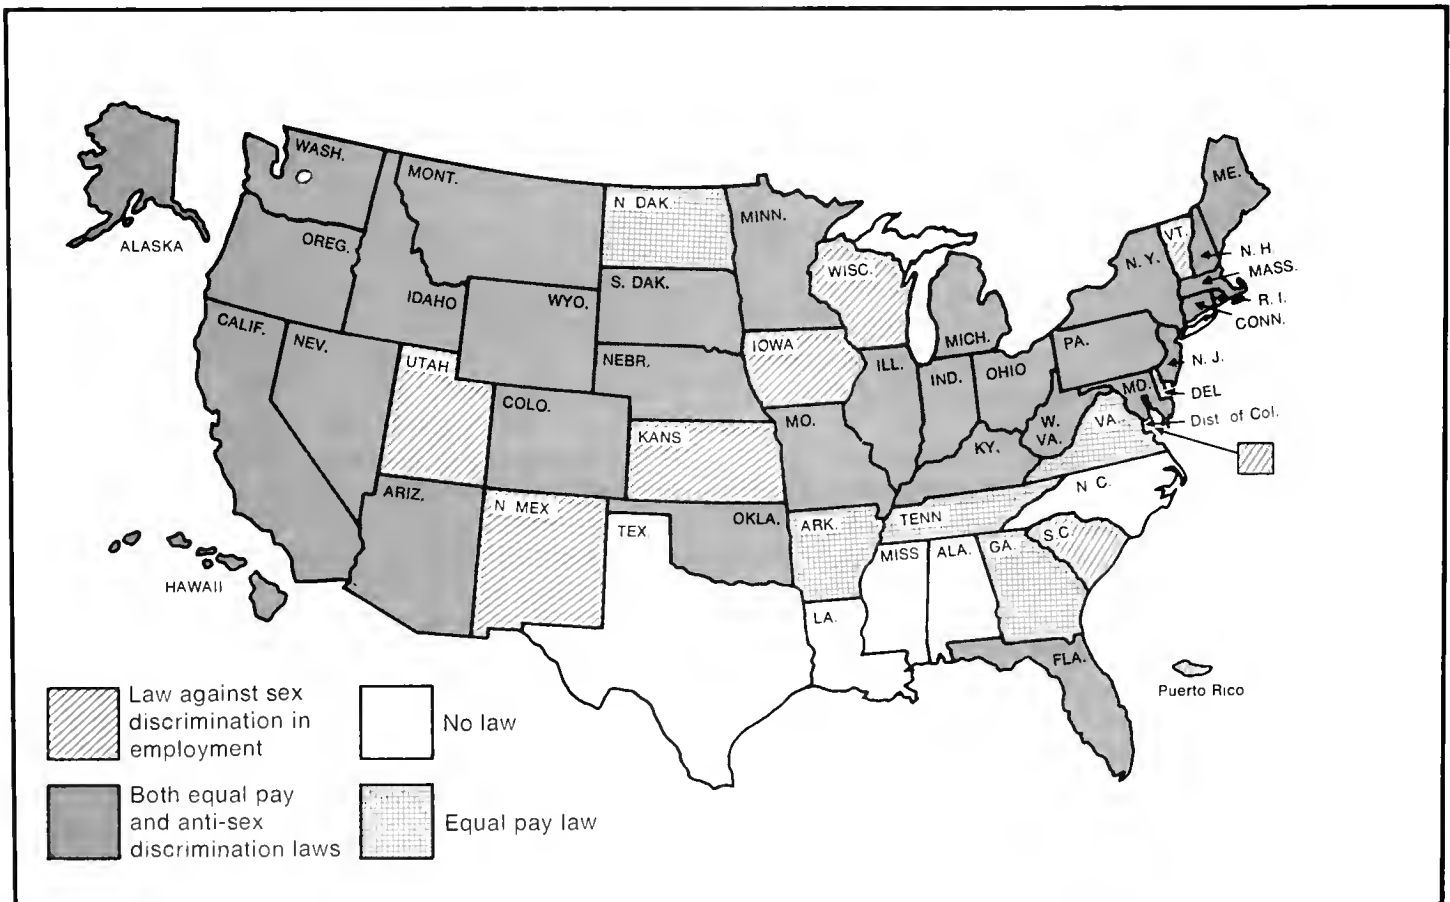 WASH.
MONT.
N DAK.
MINN.
ME.
VT.
N. H.
N. Y.
MASS.
R. I.
CONN.
ALASKA
OREG.
IDAHO
WYO.
S. DAK.
WISC.
MICH.
CALIF.
NEV.
UTAH
NEBR.
IOWA
ILL.
IND.
OHIO
PA.
N. J.
MD.
DEL
Dist of Col.
COLO.
KANS
MO.
KY.
W.
VA.
VA.
ARIZ.
N MEX
TEX
OKLA.
ARK.
TENN
N C.
S.C.
MISS
ALA.
GA.
LA.
FLA.
HAWAII
Puerto Rico
Law against sex
discrimination in
employment
No law
Both equal pay
and anti-sex
discrimination laws
Equal pay law